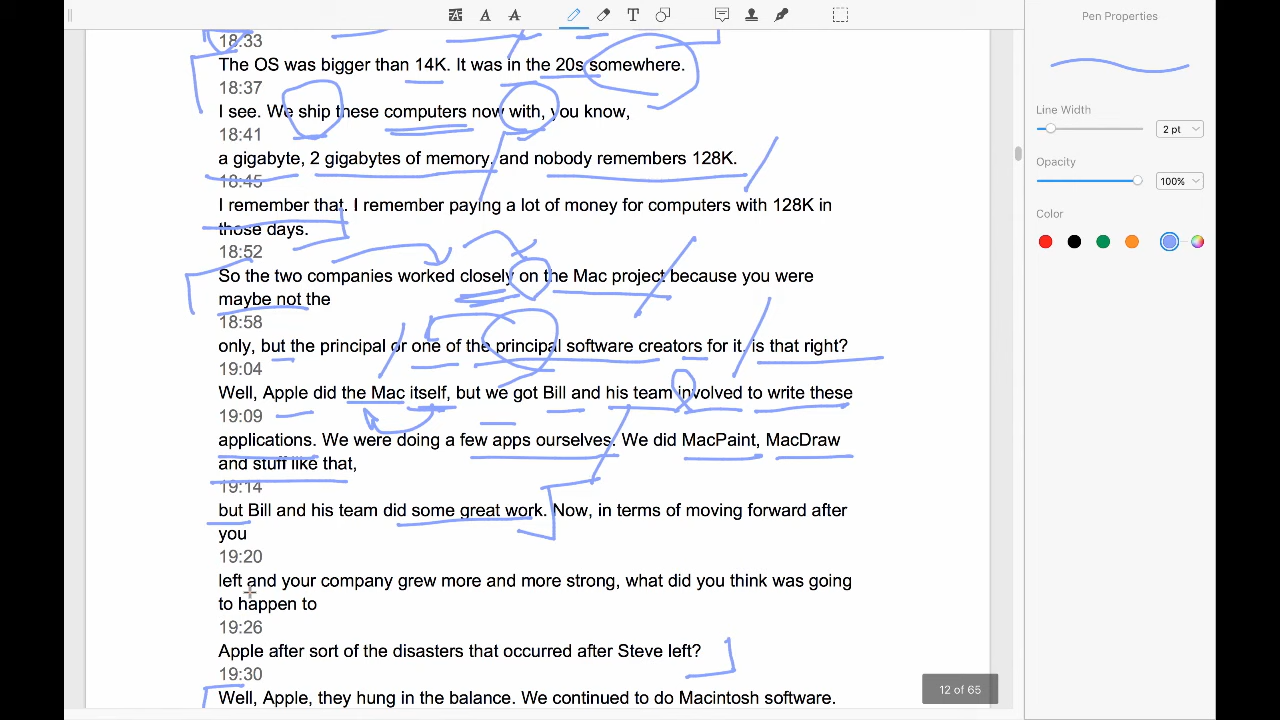 Pen Properties
18:33
The OS was bigger than 14K. It was in the 20s somewhere.
18:37
I see. We ship these computers now with, you know,
18:41
a gigabyte, 2 gigabytes of memory, and nobody remembers 128K.
18:45
I remember that. I remember paying a lot of money for computers with 128K in
those days.
18:52
So the two companies worked closely on the Mac project because you were
maybe not the
18:58
only, but the principal or one of the principal software creators for it, is that right?
19:04
Well, Apple did the Mac itself, but we got Bill and his team involved to write these
19:09
applications. We were doing a few apps ourselves. We did MacPaint, MacDraw
and stuff like that,
19:14
but Bill and his team did some great work. Now, in terms of moving forward after
you
19:20
left and your company grew more and more strong, what did you think was going
to happen to
19:26
Apple after sort of the disasters that occurred after Steve left?
19:30
Well, Apple, they hung in the balance. We continued to do Macintosh software.
12 of 65
Line Width
2 pt
Opacity
100%
Color